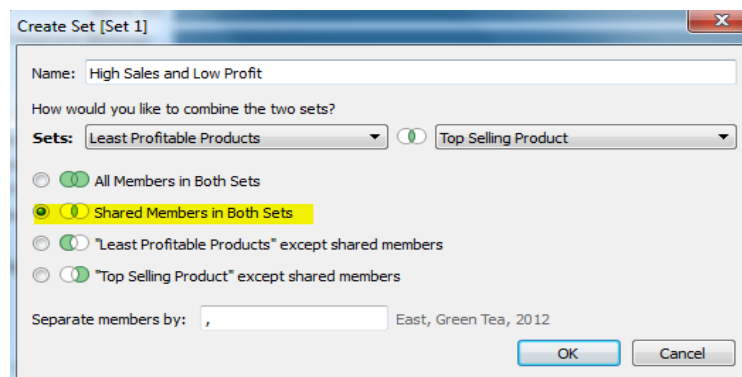 Create Set [Set 1]
Name: High Sales and Low Profit
How would you like to combine the two sets?
Sets: Least Profitable Products Top Selling Product
All Members in Both Sets
Shared Members in Both Sets
"Least Profitable Products" except shared members
"Top Selling Product" except shared members
Separate members by: , East, Green Tea, 2012
OK Cancel